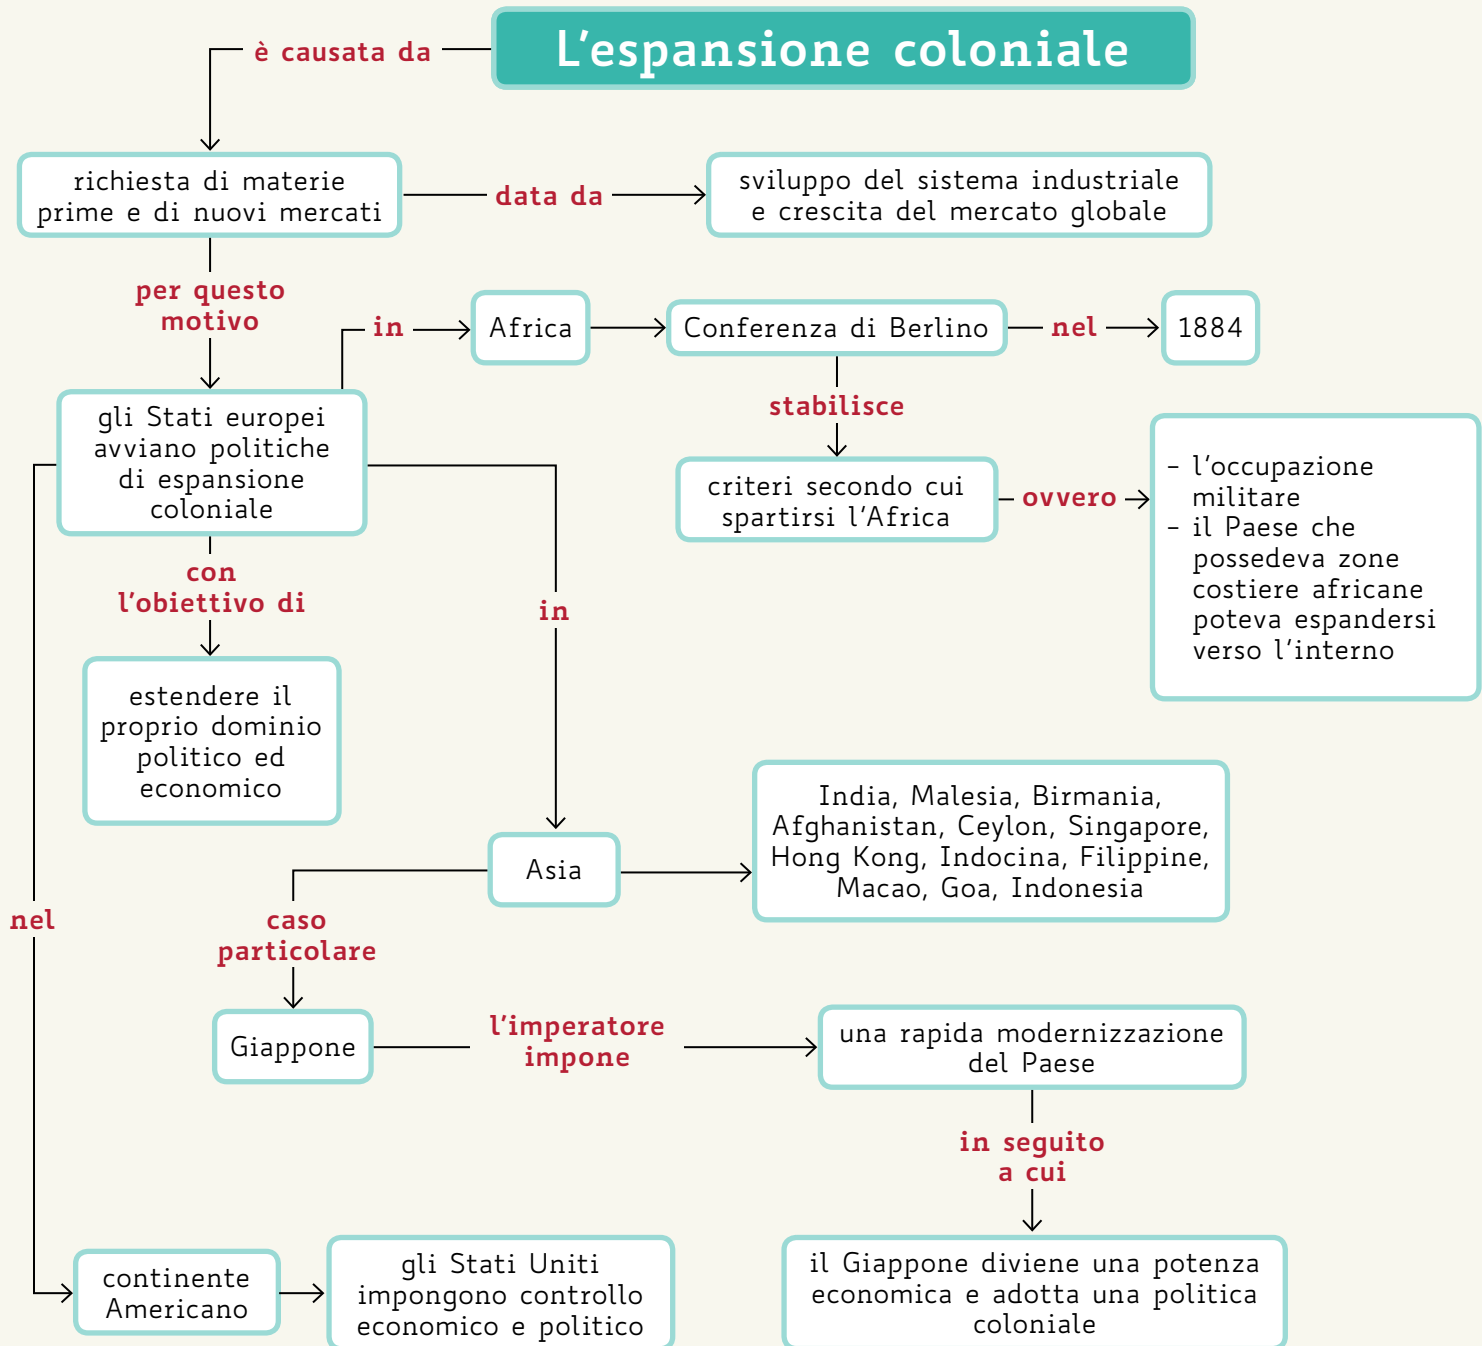 L'espansione coloniale
è causata da
richiesta di materie
prime e di nuovi mercati
data da
sviluppo del sistema industriale
e crescita del mercato globale
per questo
motivo
gli Stati europei
avviano politiche
di espansione
coloniale
in
Africa
Conferenza di Berlino
nel
1884
stabilisce
criteri secondo cui
spartirsi l'Africa
ovvero
- l'occupazione
militare
- il Paese che
possedeva zone
costiere africane
poteva espandersi
verso l'interno
con
l'obiettivo di
estendere il
proprio dominio
politico ed
economico
in
Asia
India, Malesia, Birmania,
Afghanistan, Ceylon, Singapore,
Hong Kong, Indocina, Filippine,
Macao, Goa, Indonesia
caso
particolare
Giappone
l'imperatore
impone
una rapida modernizzazione
del Paese
in seguito
a cui
il Giappone diviene una potenza
economica e adotta una politica
coloniale
nel
continente
Americano
gli Stati Uniti
impongono controllo
economico e politico